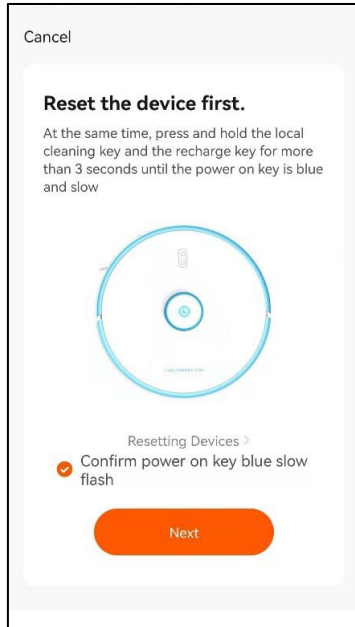 Cancel
Reset the device first.
At the same time, press and hold the local
cleaning key and the recharge key for more
than 3 seconds until the power on key is blue
and slow
Resetting Devices >
Confirm power on key blue slow
flash
Next